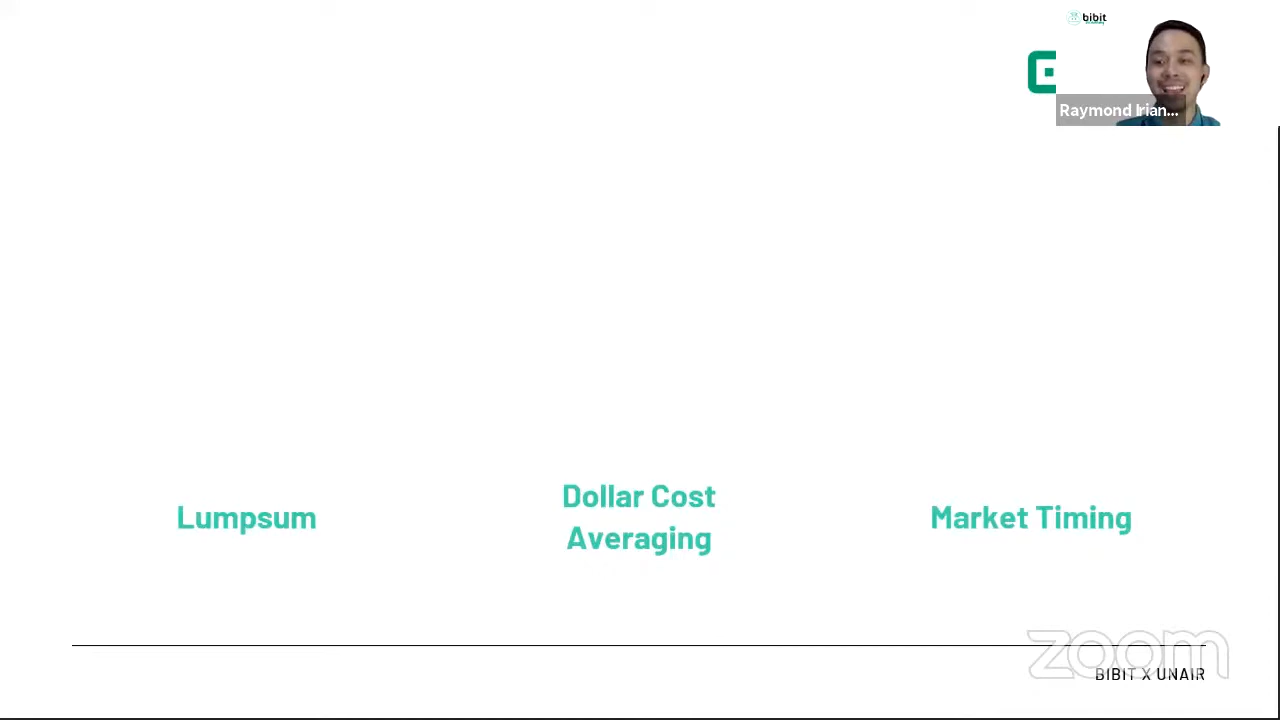 bibit
Raymond Irian...
Lumpsum
Dollar Cost
Averaging
Market Timing
zoom
BIBIT X UNAIR